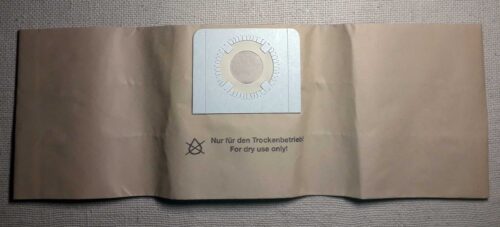 Nur für den Trockenbetrieb!
For dry use only!